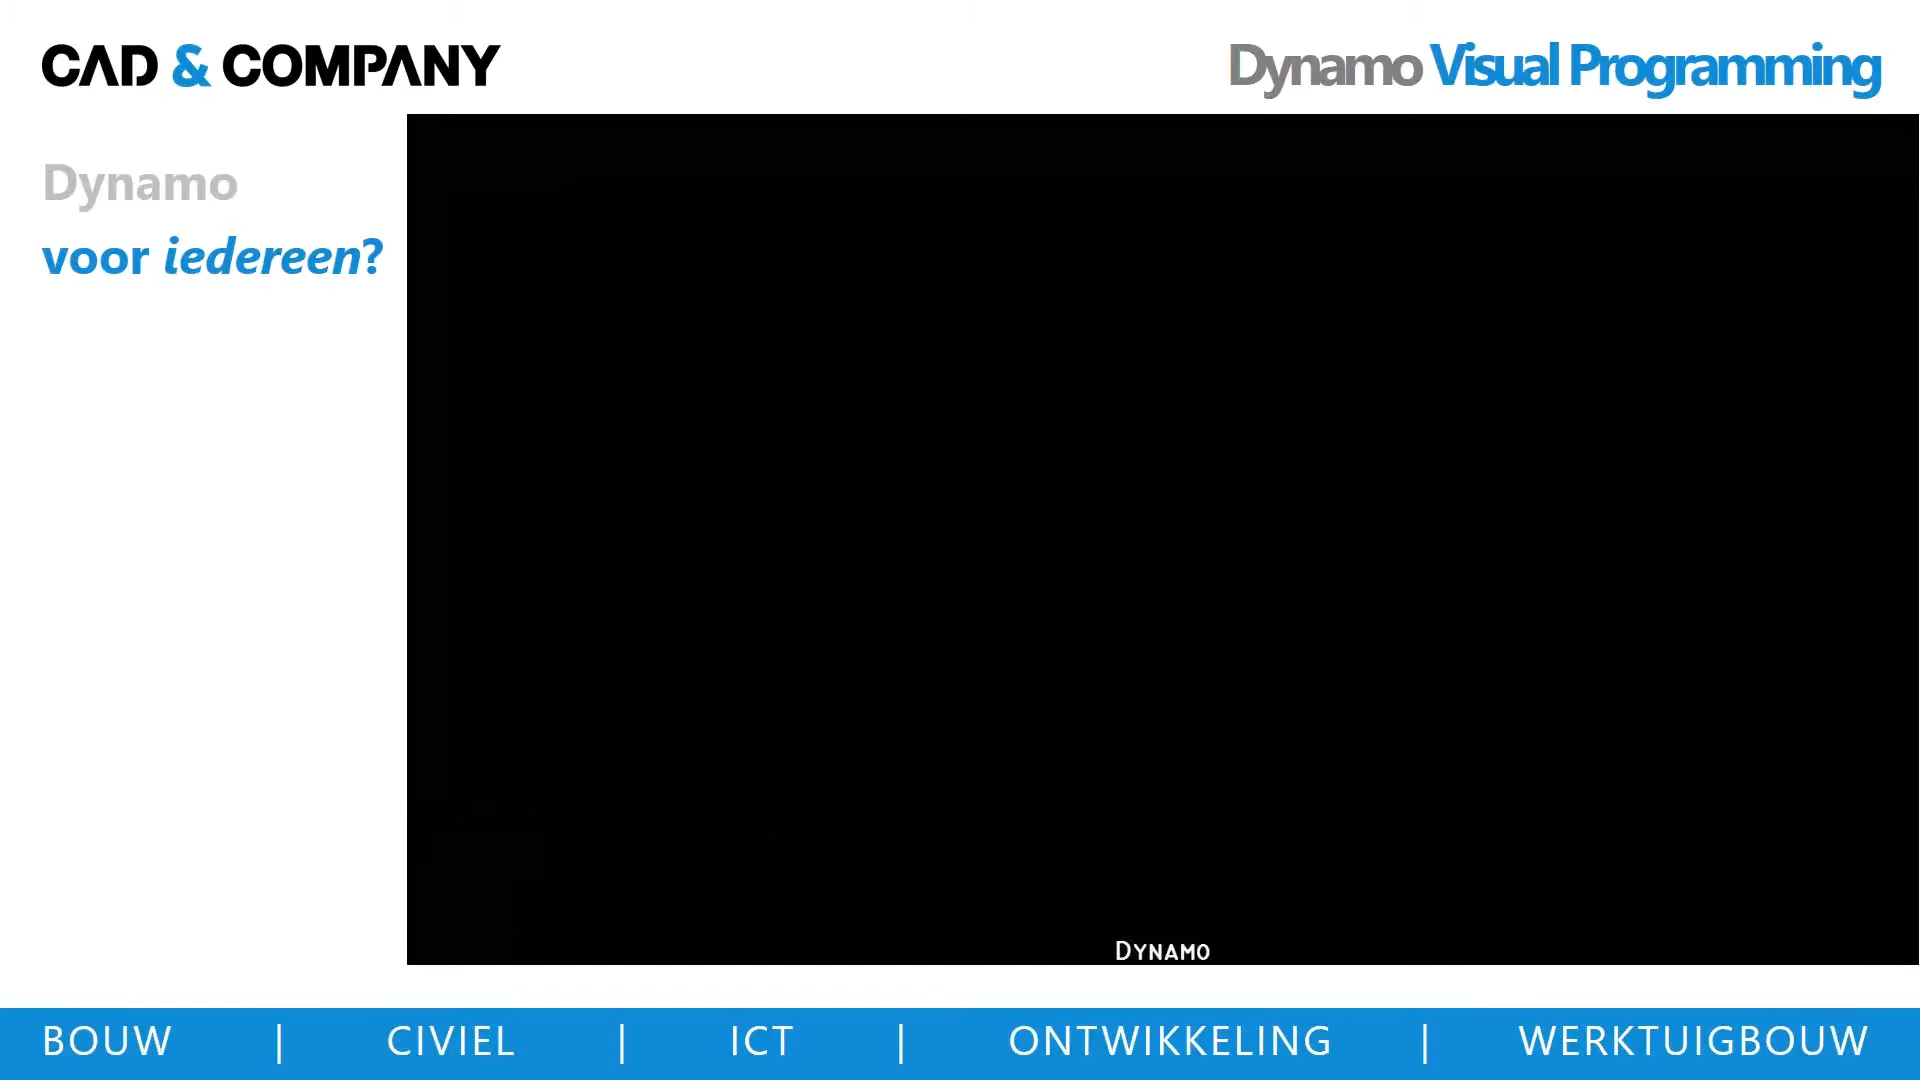 CAD & COMPANY
Dynamo Visual Programming
Dynamo
voor iedereen?
DYNAMO
BOUW | CIVIEL | ICT | ONTWIKKELING | WERKTUIGBOUW